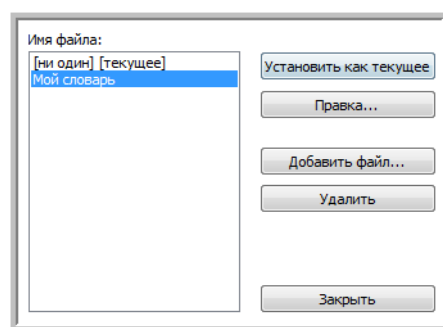 Имя файла:
[ни один] [текущее]
Мой словарь
Установить как текущее
Правка...
Добавить файл...
Удалить
Закрыть